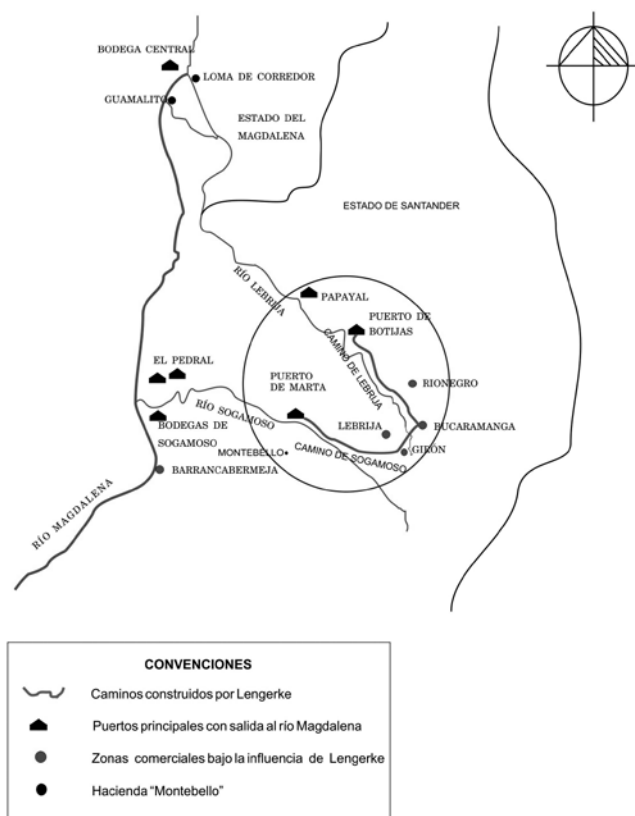 BODEGA CENTRAL
LOMA DE CORREDOR
GUAMALITO
ESTADO DEL
MAGDALENA
ESTADO DE SANTANDER
RÍO LEBRIJA
PAPAYAL
PUERTO DE
BOTIJAS
CAMINO DE LEBRIJA
EL PEDRAL
PUERTO
DE MARTA
RIONEGRO
RÍO SOGAMOSO
LEBRIJA
BUCARAMANGA
BODEGAS DE
SOGAMOSO
MONTEBELLO
CAMINO DE SOGAMOSO
GIRÓN
BARRANCABERMEJA
RÍO MAGDALENA
CONVENCIONES
Caminos construidos por Lengerke
Puertos principales con salida al río Magdalena
Zonas comerciales bajo la influencia de Lengerke
Hacienda “Montebello”